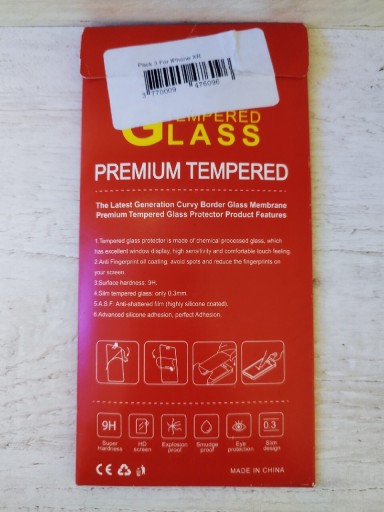 Pack 3 For iPhone XR
3 770009 476096
TEMPERED
GLASS
PREMIUM TEMPERED
The Latest Generation Curvy Border Glass Membrane
Premium Tempered Glass Protector Product Features
1.Tempered glass protector is made of chemical processed glass, which
has excellent window display, high sensitivity and comfortable touch feeling.
2.Anti Fingerprint oil coating, avoid spots and reduce the fingerprints on
your screen.
3.Surface hardness: 9H.
4.Slim tempered glass: only 0.3mm.
5.A.S.F: Anti-shattered film (highly silicone coated).
6.Advanced silicone adhesion, perfect Adhesion.
9H HD 0.3
Super Hardness
HD screen
Explosion proof
Smudge proof
Eye protection
Slim design
CE
MADE IN CHINA